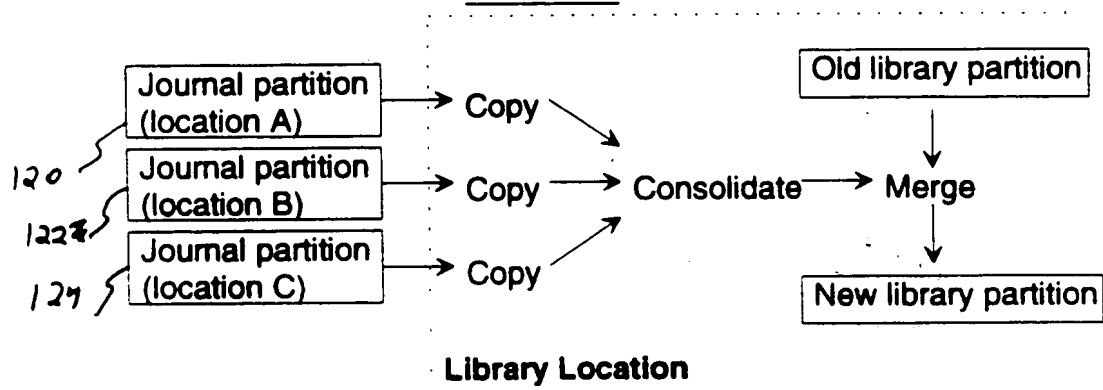 Journal partition
(location A)
Copy
Old library partition
120
Journal partition
(location B)
Copy
Consolidate
Merge
122
Journal partition
(location C)
Copy
New library partition
124
Library Location